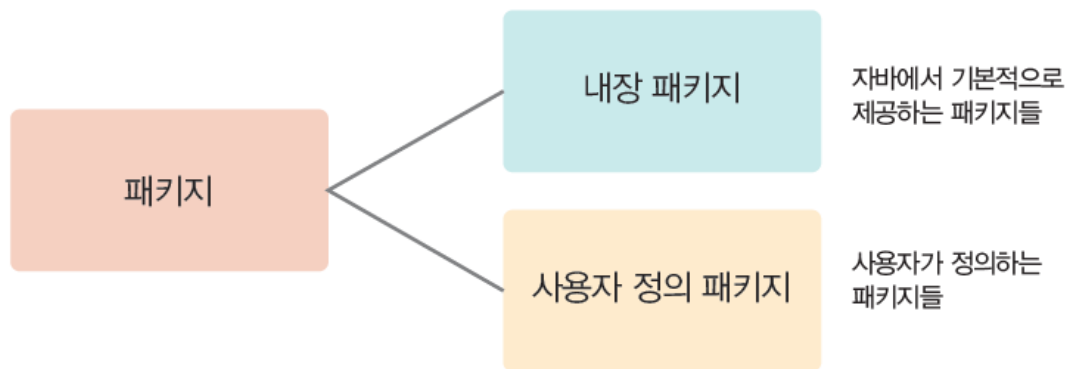 패키지
내장 패키지
자바에서 기본적으로
제공하는 패키지들
사용자 정의 패키지
사용자가 정의하는
패키지들